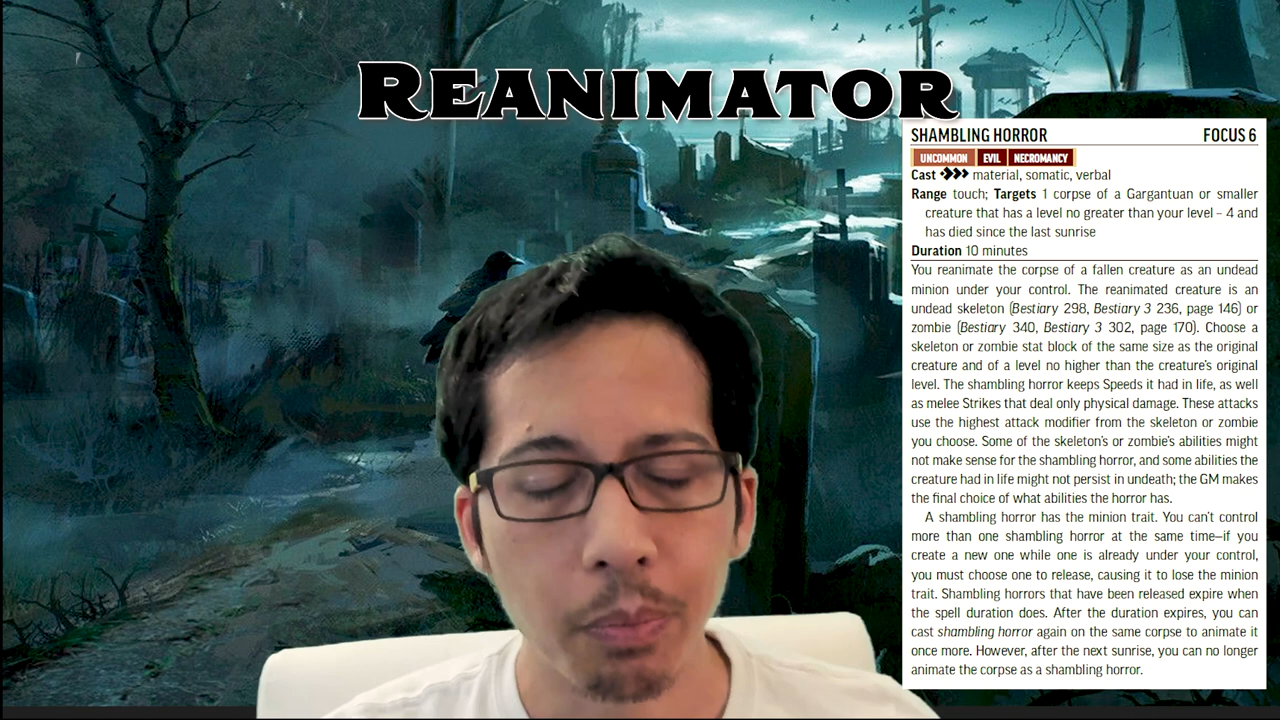 REANIMATOR
SHAMBLING HORROR FOCUS 6
UNCOMMON EVIL NECROMANCY
Cast material, somatic, verbal
Range touch; Targets 1 corpse of a Gargantuan or smaller
creature that has a level no greater than your level – 4 and
has died since the last sunrise
Duration 10 minutes
You reanimate the corpse of a fallen creature as an undead
minion under your control. The reanimated creature is an
undead skeleton (Bestiary 298, Bestiary 3 236, page 146) or
zombie (Bestiary 340, Bestiary 3 302, page 170). Choose a
skeleton or zombie stat block of the same size as the original
creature and of a level no higher than the creature's original
level. The shambling horror keeps Speeds it had in life, as well
as melee Strikes that deal only physical damage. These attacks
use the highest attack modifier from the skeleton or zombie
you choose. Some of the skeleton's or zombie's abilities might
not make sense for the shambling horror, and some abilities the
creature had in life might not persist in undeath; the GM makes
the final choice of what abilities the horror has.
A shambling horror has the minion trait. You can't control
more than one shambling horror at the same time—if you
create a new one while one is already under your control,
you must choose one to release, causing it to lose the minion
trait. Shambling horrors that have been released expire when
the spell duration does. After the duration expires, you can
cast shambling horror again on the same corpse to animate it
once more. However, after the next sunrise, you can no longer
animate the corpse as a shambling horror.